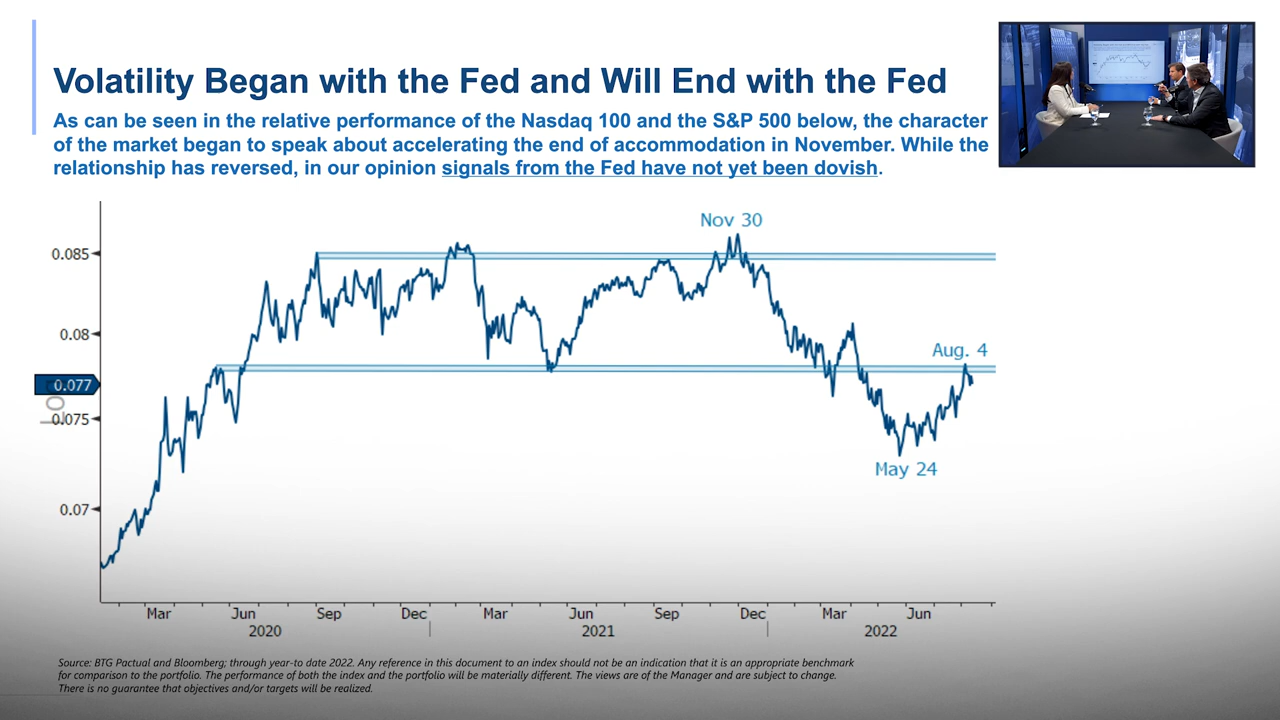 Volatility Began with the Fed and Will End with the Fed
As can be seen in the relative performance of the Nasdaq 100 and the S&P 500 below, the character
of the market began to speak about accelerating the end of accommodation in November. While the
relationship has reversed, in our opinion signals from the Fed have not yet been dovish.
Nov 30
0.085
0.08
Aug. 4
0.077
0.075
May 24
0.07
Mar Jun Sep Dec Mar Jun Sep Dec Mar Jun
2020 2021 2022
Source: BTG Pactual and Bloomberg; through year-to date 2022. Any reference in this document to an index should not be an indication that it is an appropriate benchmark
for comparison to the portfolio. The performance of both the index and the portfolio will be materially different. The views are of the Manager and are subject to change.
There is no guarantee that objectives and/or targets will be realized.